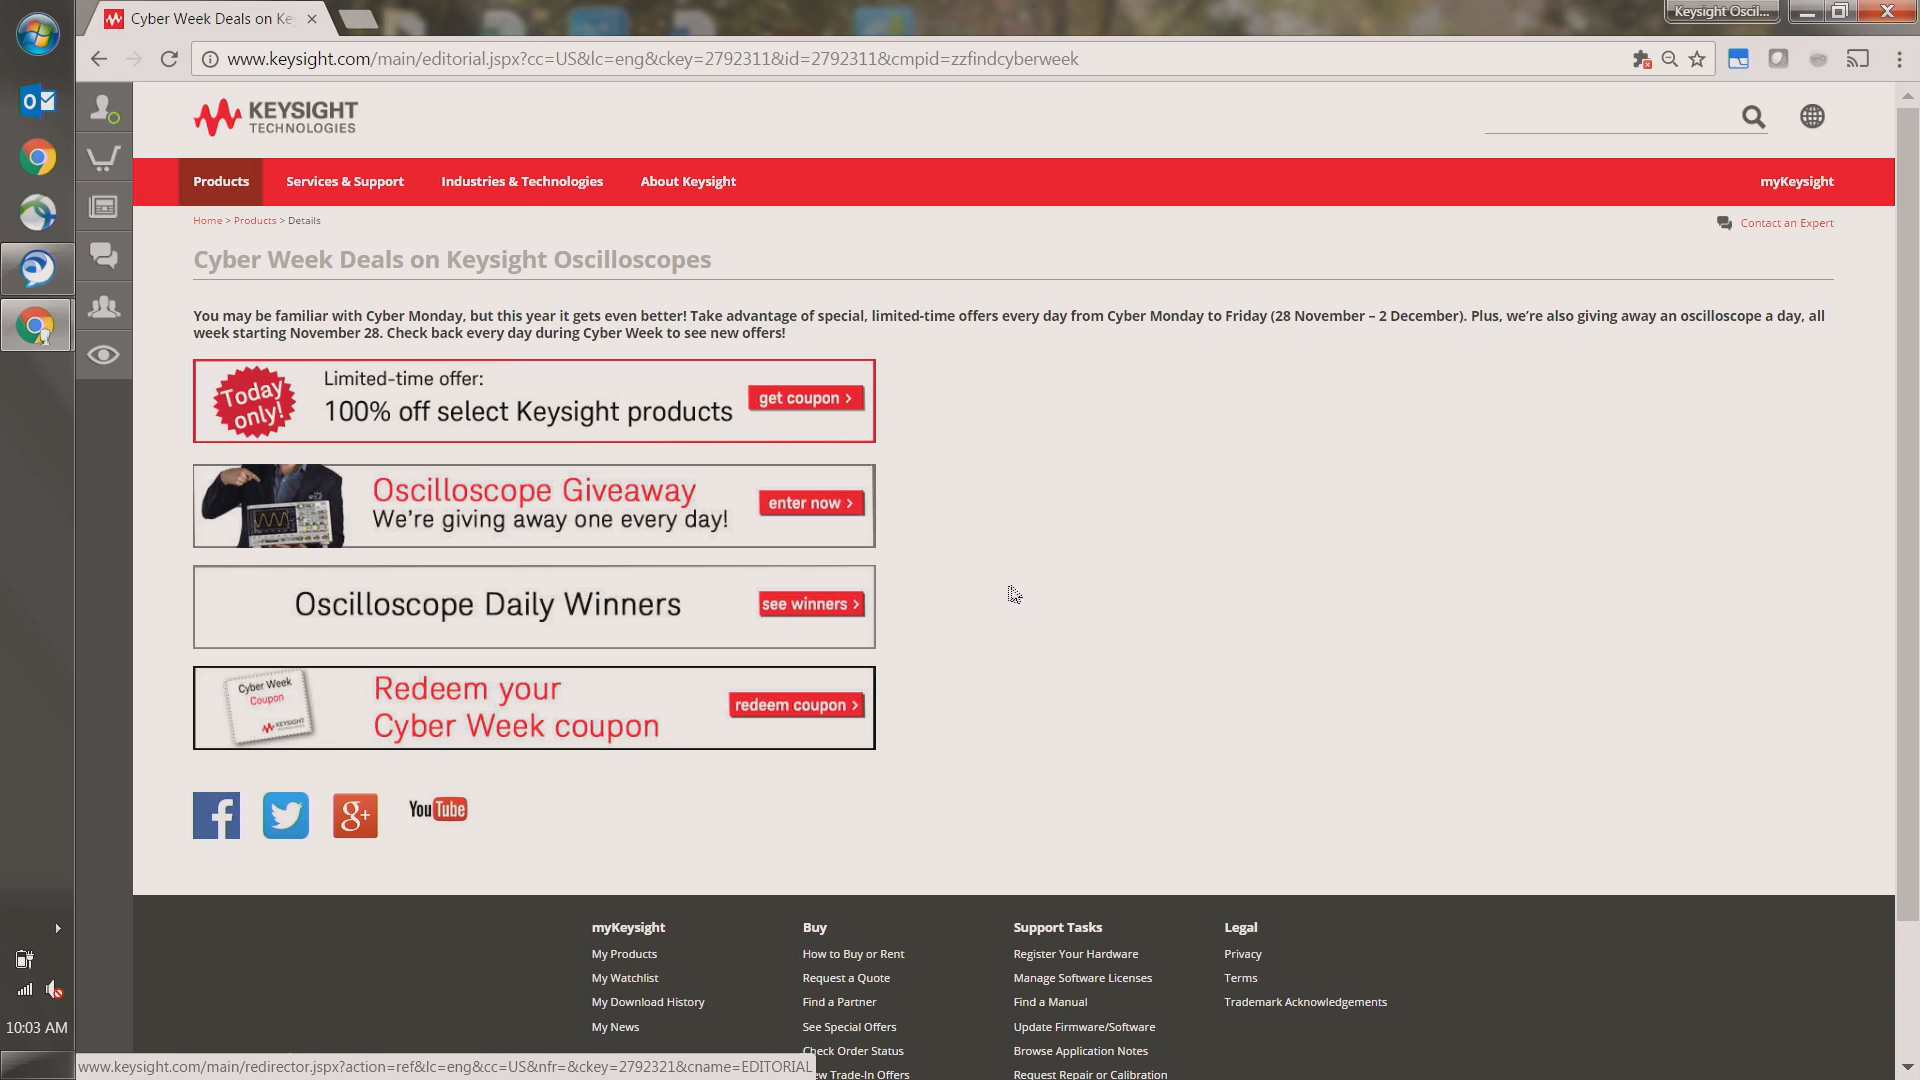 Cyber Week Deals on Ke
Keysight Oscil...
www.keysight.com/main/editorial.jspx?cc=US&lc=eng&ckey=2792311&id=2792311&cmpid=zzfindcyberweek
KEYSIGHT
TECHNOLOGIES
Products
Services & Support
Industries & Technologies
About Keysight
myKeysight
Home > Products > Details
Contact an Expert
Cyber Week Deals on Keysight Oscilloscopes
You may be familiar with Cyber Monday, but this year it gets even better! Take advantage of special, limited-time offers every day from Cyber Monday to Friday (28 November – 2 December). Plus, we're also giving away an oscilloscope a day, all
week starting November 28. Check back every day during Cyber Week to see new offers!
Today
only!
Limited-time offer:
100% off select Keysight products
get coupon >
Oscilloscope Giveaway
We're giving away one every day!
enter now >
Oscilloscope Daily Winners
see winners >
Cyber Week
Coupon
KEYSIGHT
Redeem your
Cyber Week coupon
redeem coupon >
YouTube
myKeysight
My Products
My Watchlist
My Download History
My News
Buy
How to Buy or Rent
Request a Quote
Find a Partner
See Special Offers
Check Order Status
Trade-In Offers
Support Tasks
Register Your Hardware
Manage Software Licenses
Find a Manual
Update Firmware/Software
Browse Application Notes
Request Repair or Calibration
Legal
Privacy
Terms
Trademark Acknowledgements
10:03 AM
www.keysight.com/main/redirector.jspx?action=ref&lc=eng&cc=US&nfr=&ckey=2792321&cname=EDITORIAL